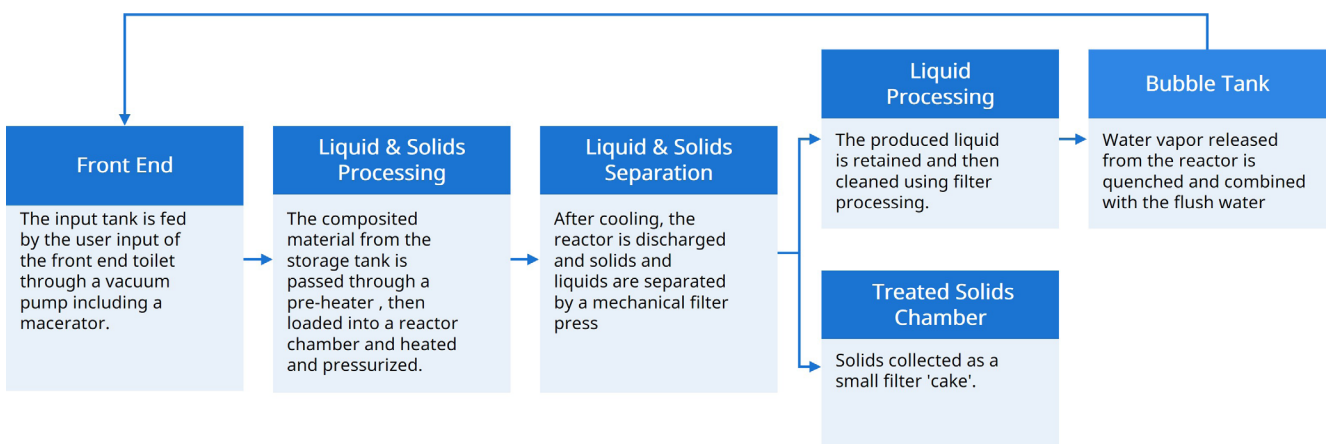 Front End
The input tank is fed
by the user input of
the front end toilet
through a vacuum
pump including a
macerator.
Liquid & Solids
Processing
The composited
material from the
storage tank is
passed through a
pre-heater , then
loaded into a reactor
chamber and heated
and pressurized.
Liquid & Solids
Separation
After cooling, the
reactor is discharged
and solids and
liquids are separated
by a mechanical filter
press
Liquid
Processing
The produced liquid
is retained and then
cleaned using filter
processing.
Bubble Tank
Water vapor released
from the reactor is
quenched and combined
with the flush water
Treated Solids
Chamber
Solids collected as a
small filter 'cake'.